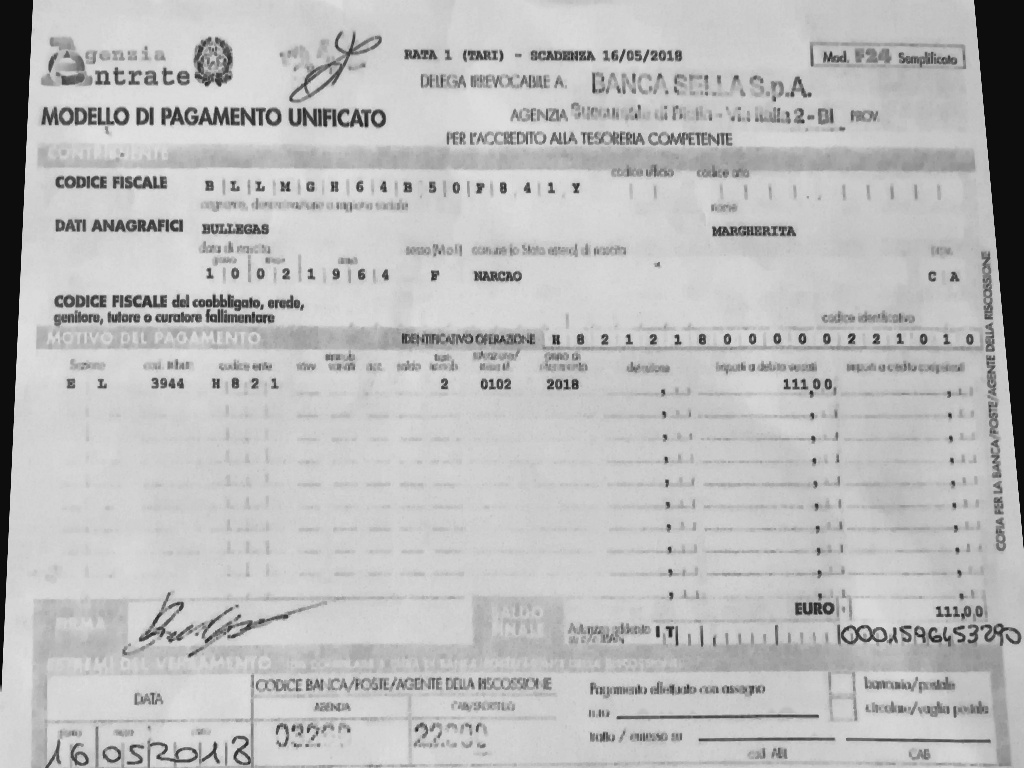 Agenzia Entrate
RATA 1 (TARI) - SCADENZA 16/05/2018
Mod. F24 Semplificato
DELEGA IRREVOCABILE A: BANCA SELLA S.p.A.
MODELLO DI PAGAMENTO UNIFICATO
AGENZIA Succursale di Biella - Via Italia 2 - BI PROV.
PER L'ACCREDITO ALLA TESORERIA COMPETENTE
CONTRIBUENTE
codice ufficio codice atto
CODICE FISCALE B L L M G H 6 4 B 5 0 F 8 4 1 Y
cognome, denominazione o ragione sociale nome
DATI ANAGRAFICI BULLEGAS MARGHERITA
data di nascita sesso (M o F) comune (o Stato estero) di nascita prov.
giorno mese anno
1 0 0 2 1 9 6 4 F NARCAO C A
CODICE FISCALE del coobbligato, erede,
genitore, tutore o curatore fallimentare codice identificativo
MOTIVO DEL PAGAMENTO IDENTIFICATIVO OPERAZIONE H 8 2 1 2 1 8 0 0 0 0 0 2 2 1 0 1 0
Sezione cod. tributo codice ente ravv. immob. variati acc. saldo num. immob. rateazione/ mese rif. anno di riferimento detrazione importi a debito versati importi a credito compensati
E L 3944 H 8 2 1 2 0102 2018 111,00
EURO 111,00
FIRMA SALDO FINALE
IT 10001596453290
ESTREMI DEL VERSAMENTO
DATA CODICE BANCA/POSTE/AGENTE DELLA RISCOSSIONE
AZIENDA CAB/SPORTELLO
Pagamento effettuato con assegno bancario/postale
circolare/vaglia postale
giorno mese anno
16 05 2018
tratto / emesso su
cod. ABI CAB
COPIA PER LA BANCA/POSTE/AGENTE DELLA RISCOSSIONE